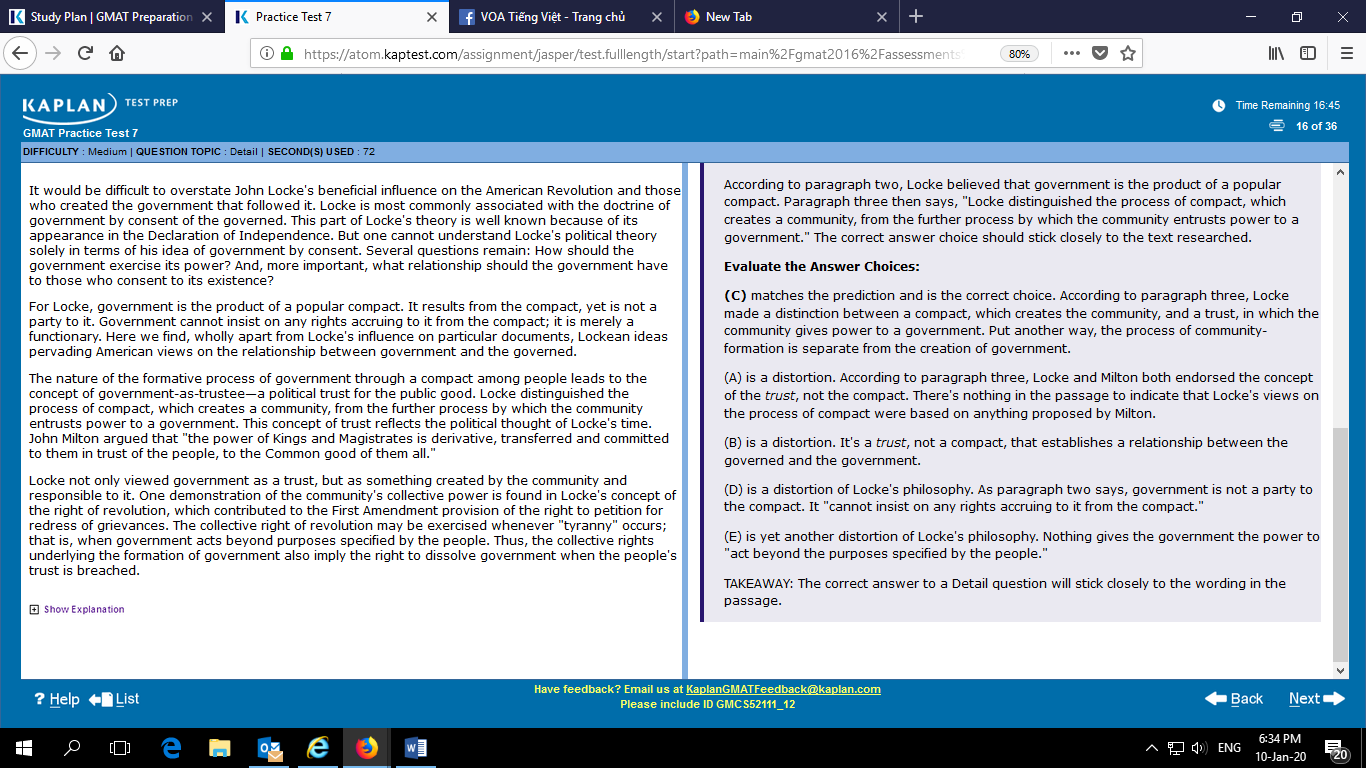 Study Plan | GMAT Preparation
Practice Test 7
VOA Tiếng Việt - Trang chủ
New Tab
https://atom.kaptest.com/assignment/jasper/test.fulllength/start?path=main%2Fgmat2016%2Fassessments
80%
KAPLAN TEST PREP
GMAT Practice Test 7
Time Remaining 16:45
16 of 36
DIFFICULTY : Medium | QUESTION TOPIC : Detail | SECOND(S) USED : 72
It would be difficult to overstate John Locke's beneficial influence on the American Revolution and those
who created the government that followed it. Locke is most commonly associated with the doctrine of
government by consent of the governed. This part of Locke's theory is well known because of its
appearance in the Declaration of Independence. But one cannot understand Locke's political theory
solely in terms of his idea of government by consent. Several questions remain: How should the
government exercise its power? And, more important, what relationship should the government have
to those who consent to its existence?
For Locke, government is the product of a popular compact. It results from the compact, yet is not a
party to it. Government cannot insist on any rights accruing to it from the compact; it is merely a
functionary. Here we find, wholly apart from Locke's influence on particular documents, Lockean ideas
pervading American views on the relationship between government and the governed.
The nature of the formative process of government through a compact among people leads to the
concept of government-as-trustee—a political trust for the public good. Locke distinguished the
process of compact, which creates a community, from the further process by which the community
entrusts power to a government. This concept of trust reflects the political thought of Locke's time.
John Milton argued that "the power of Kings and Magistrates is derivative, transferred and committed
to them in trust of the people, to the Common good of them all."
Locke not only viewed government as a trust, but as something created by the community and
responsible to it. One demonstration of the community's collective power is found in Locke's concept of
the right of revolution, which contributed to the First Amendment provision of the right to petition for
redress of grievances. The collective right of revolution may be exercised whenever "tyranny" occurs;
that is, when government acts beyond purposes specified by the people. Thus, the collective rights
underlying the formation of government also imply the right to dissolve government when the people's
trust is breached.
Show Explanation
According to paragraph two, Locke believed that government is the product of a popular
compact. Paragraph three then says, "Locke distinguished the process of compact, which
creates a community, from the further process by which the community entrusts power to a
government." The correct answer choice should stick closely to the text researched.
Evaluate the Answer Choices:
(C) matches the prediction and is the correct choice. According to paragraph three, Locke
made a distinction between a compact, which creates the community, and a trust, in which the
community gives power to a government. Put another way, the process of community-
formation is separate from the creation of government.
(A) is a distortion. According to paragraph three, Locke and Milton both endorsed the concept
of the trust, not the compact. There's nothing in the passage to indicate that Locke's views on
the process of compact were based on anything proposed by Milton.
(B) is a distortion. It's a trust, not a compact, that establishes a relationship between the
governed and the government.
(D) is a distortion of Locke's philosophy. As paragraph two says, government is not a party to
the compact. It "cannot insist on any rights accruing to it from the compact."
(E) is yet another distortion of Locke's philosophy. Nothing gives the government the power to
"act beyond the purposes specified by the people."
TAKEAWAY: The correct answer to a Detail question will stick closely to the wording in the
passage.
? Help
List
Have feedback? Email us at KaplanGMATFeedback@kaplan.com
Please include ID GMCS52111_12
Back
Next
ENG
6:34 PM
10-Jan-20
20